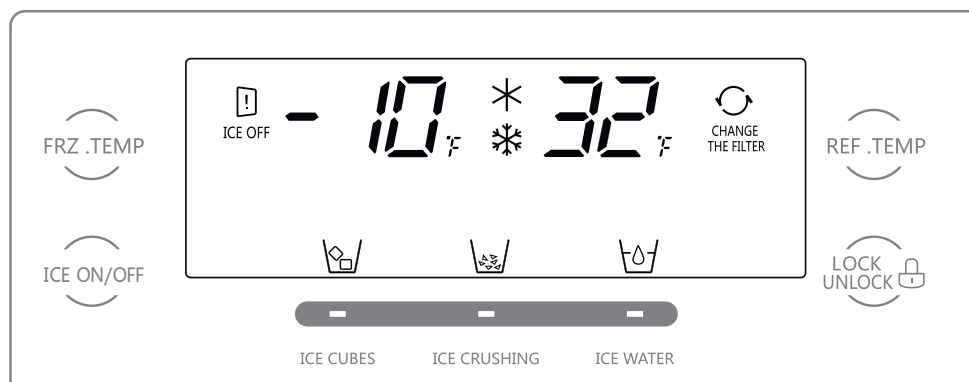 FRZ .TEMP
ICE ON/OFF
ICE OFF
-10°F
32°F
CHANGE
THE FILTER
REF .TEMP
LOCK
UNLOCK
ICE CUBES
ICE CRUSHING
ICE WATER